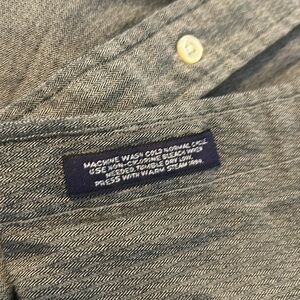 MACHINE WASH COLD NORMAL CYCLE
USE NON-CHLORINE BLEACH WHEN
NEEDED. TUMBLE DRY LOW.
PRESS WITH WARM STEAM IRON.